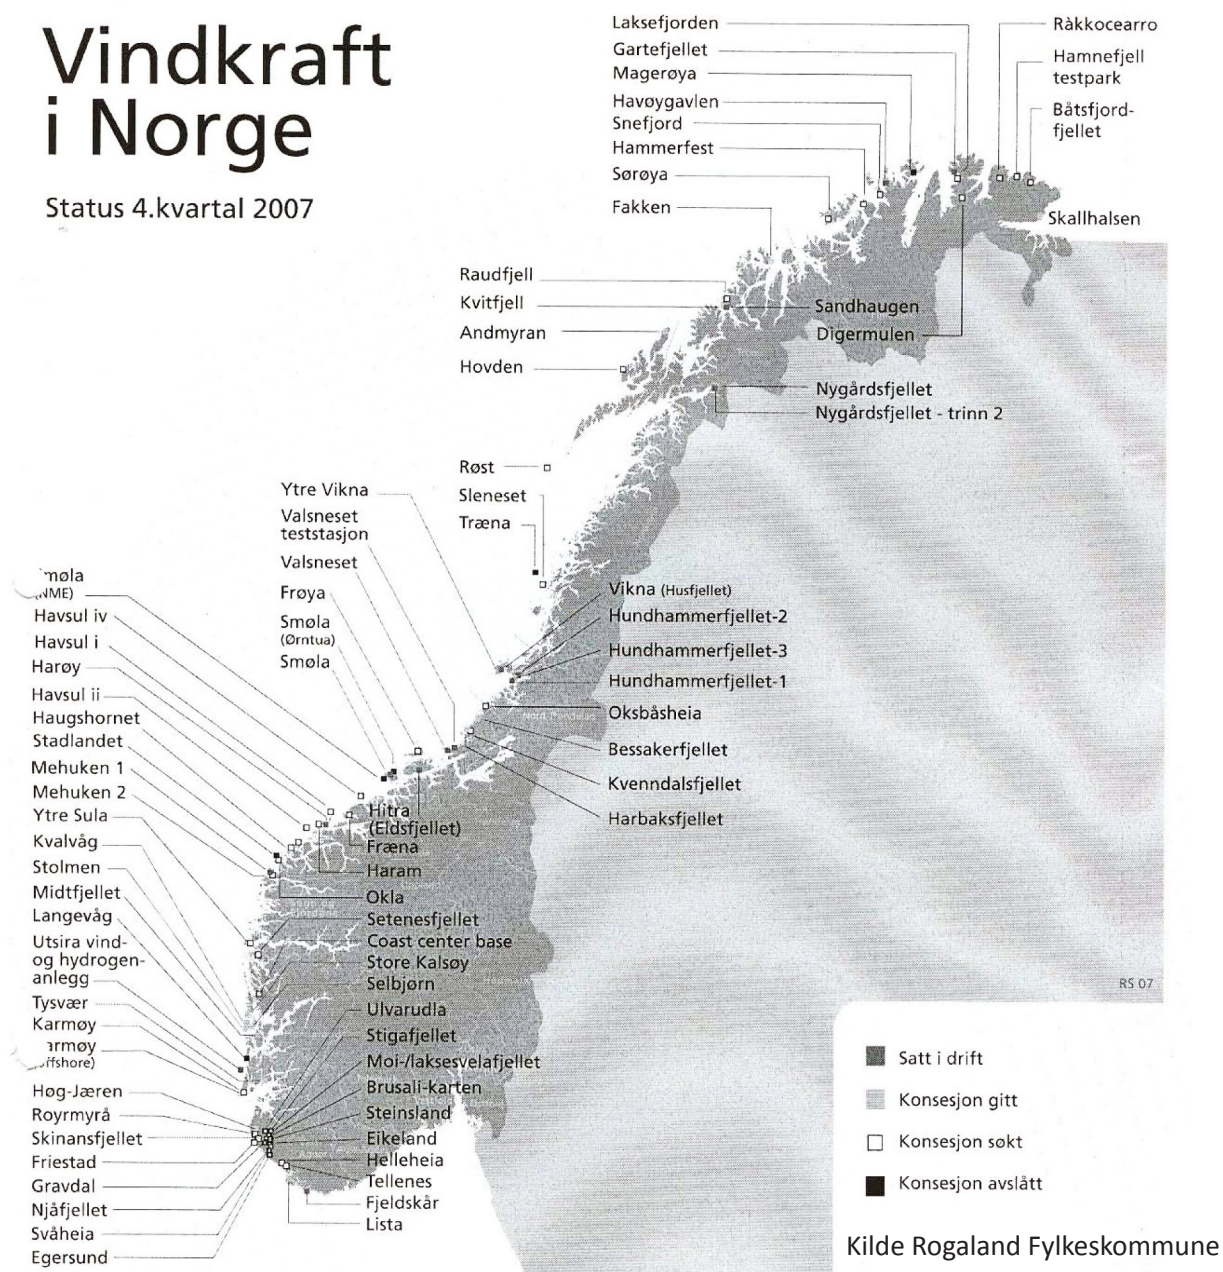 Vindkraft
i Norge
Status 4.kvartal 2007
Laksefjorden
Gartefjellet
Magerøya
Havøygavlen
Snefjord
Hammerfest
Sørøya
Fakken
Ràkkocearro
Hamnefjell
testpark
Båtsfjord-
fjellet
Skallhalsen
Raudfjell
Kvitfjell
Andmyran
Hovden
Sandhaugen
Digermulen
Nygårdsfjellet
Nygårdsfjellet - trinn 2
Røst
Sleneset
Træna
Ytre Vikna
Valsneset
teststasjon
Valsneset
Frøya
Smøla
(Ørntua)
Smøla
Vikna (Husfjellet)
Hundhammerfjellet-2
Hundhammerfjellet-3
Hundhammerfjellet-1
Oksbåsheia
Bessakerfjellet
Kvenndalsfjellet
Harbaksfjellet
Havsul iv
Havsul i
Harøy
Havsul ii
Haugshornet
Stadlandet
Mehuken 1
Mehuken 2
Ytre Sula
Kvalvåg
Stolmen
Midtfjellet
Langevåg
Utsira vind-
og hydrogen-
anlegg
Tysvær
Karmøy
Høg-Jæren
Royrmyrå
Skinansfjellet
Friestad
Gravdal
Njåfjellet
Svåheia
Egersund
Hitra
(Eldsfjellet)
Fræna
Haram
Okla
Setenesfjellet
Coast center base
Store Kalsøy
Selbjørn
Ulvarudla
Stigafjellet
Moi-/laksesvelafjellet
Brusali-karten
Steinsland
Eikeland
Helleheia
Tellenes
Fjeldskår
Lista
RS 07
Satt i drift
Konsesjon gitt
Konsesjon søkt
Konsesjon avslått
Kilde Rogaland Fylkeskommune